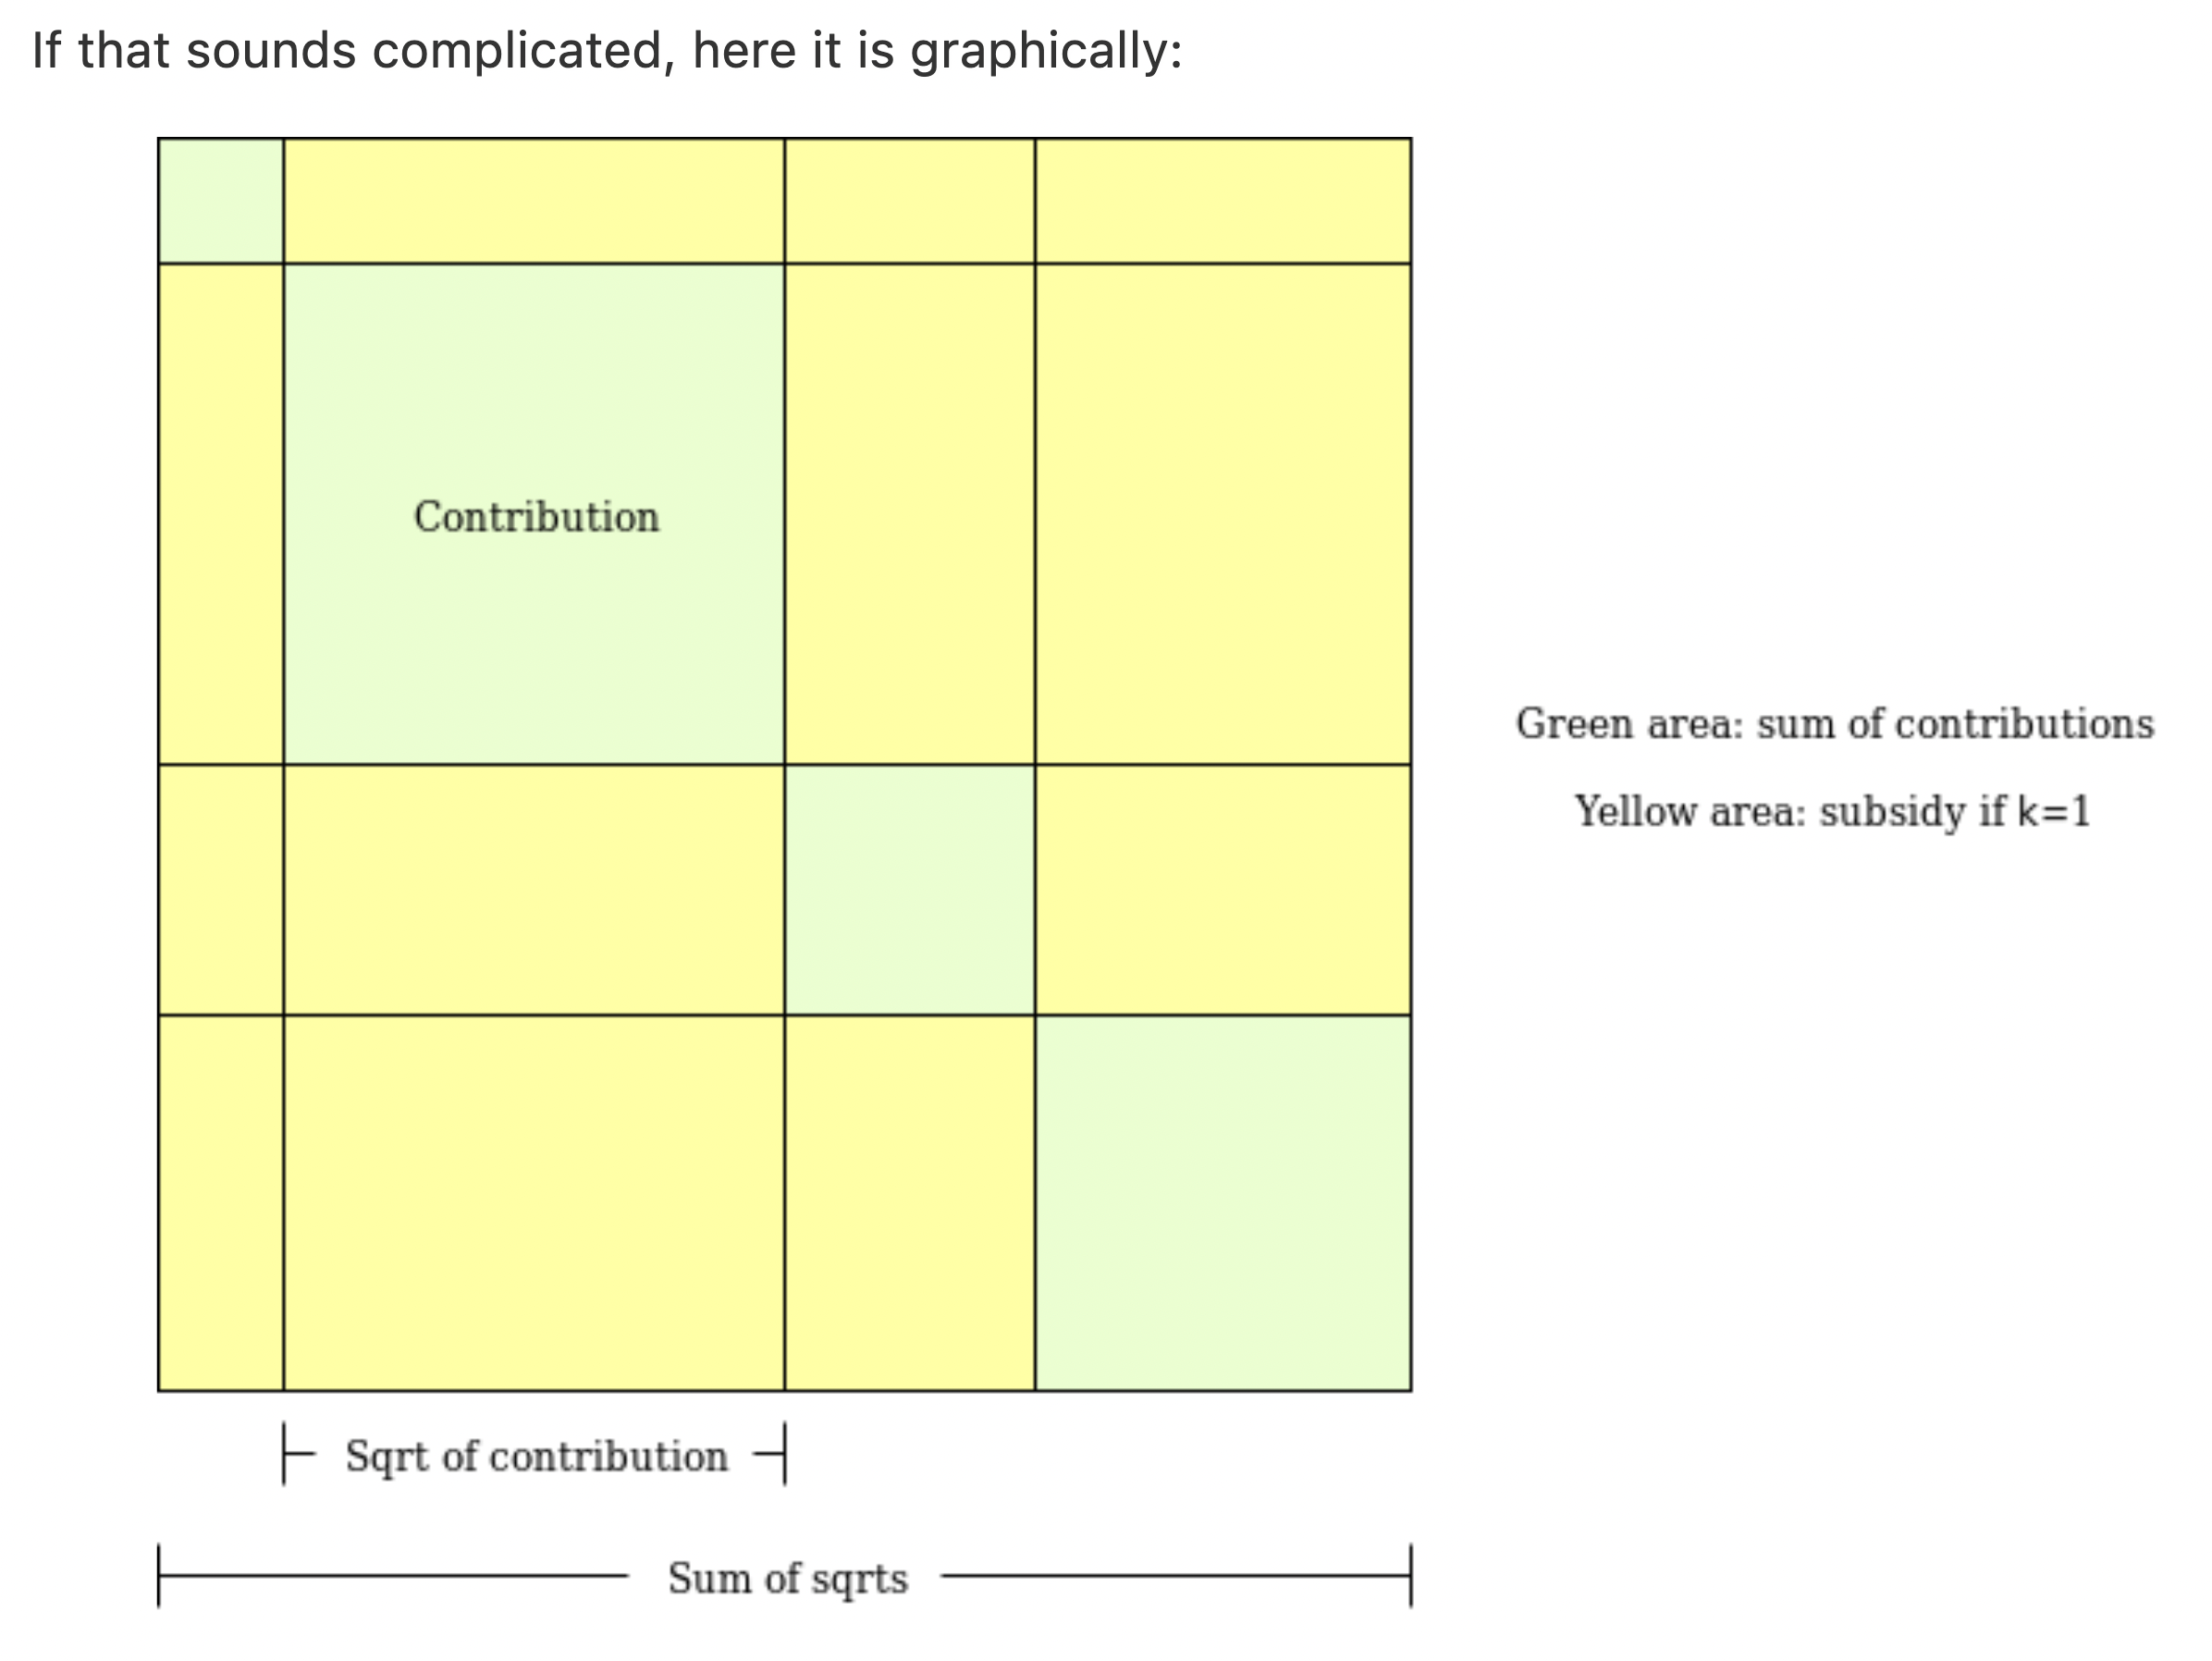 If that sounds complicated, here it is graphically:
Contribution
Green area: sum of contributions
Yellow area: subsidy if k=1
Sqrt of contribution
Sum of sqrts